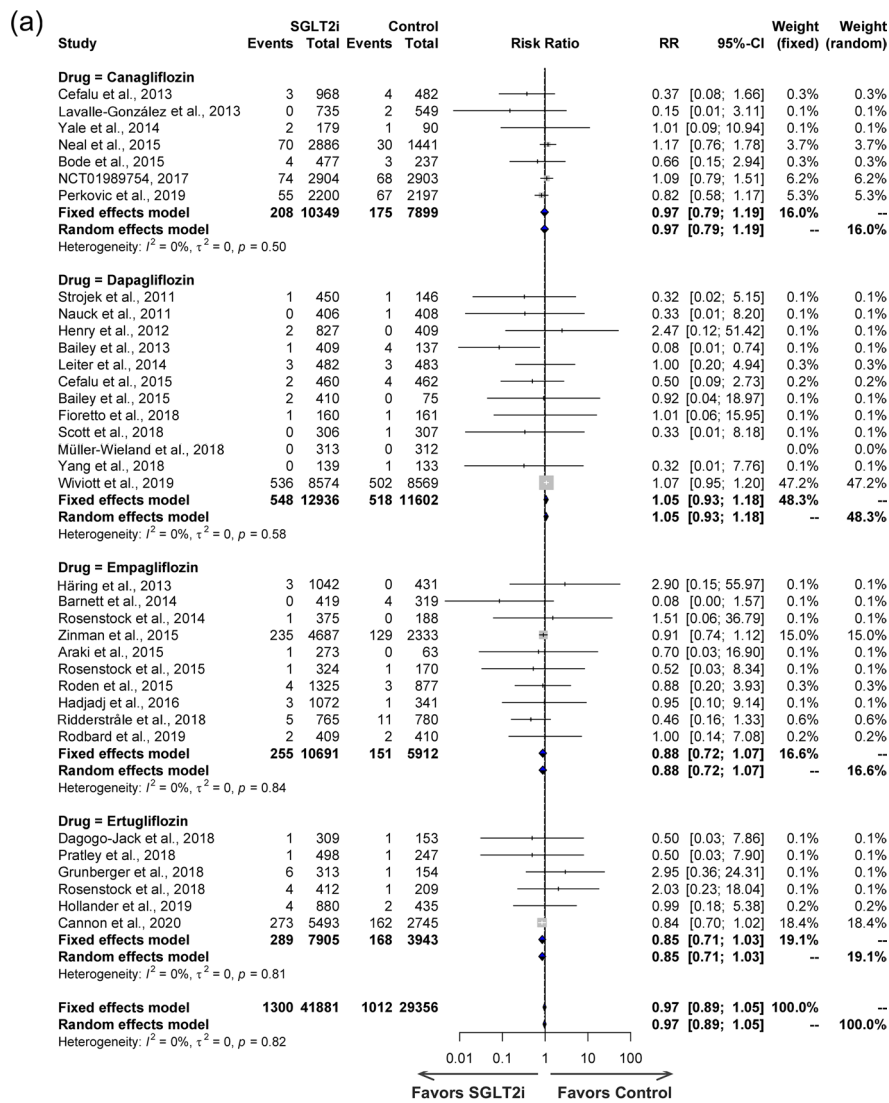 (a)
SGLT2i Control Weight Weight
Study Events Total Events Total Risk Ratio RR 95%-CI (fixed) (random)
Drug = Canagliflozin
Cefalu et al., 2013 3 968 4 482 0.37 [0.08; 1.66] 0.3% 0.3%
Lavalle-González et al., 2013 0 735 2 549 0.15 [0.01; 3.11] 0.1% 0.1%
Yale et al., 2014 2 179 1 90 1.01 [0.09; 10.94] 0.1% 0.1%
Neal et al., 2015 70 2886 30 1441 1.17 [0.76; 1.78] 3.7% 3.7%
Bode et al., 2015 4 477 3 237 0.66 [0.15; 2.94] 0.3% 0.3%
NCT01989754, 2017 74 2904 68 2903 1.09 [0.79; 1.51] 6.2% 6.2%
Perkovic et al., 2019 55 2200 67 2197 0.82 [0.58; 1.17] 5.3% 5.3%
Fixed effects model 208 10349 175 7899 0.97 [0.79; 1.19] 16.0% --
Random effects model 0.97 [0.79; 1.19] -- 16.0%
Heterogeneity: I² = 0%, τ² = 0, p = 0.50
Drug = Dapagliflozin
Strojek et al., 2011 1 450 1 146 0.32 [0.02; 5.15] 0.1% 0.1%
Nauck et al., 2011 0 406 1 408 0.33 [0.01; 8.20] 0.1% 0.1%
Henry et al., 2012 2 827 0 409 2.47 [0.12; 51.42] 0.1% 0.1%
Bailey et al., 2013 1 409 4 137 0.08 [0.01; 0.74] 0.1% 0.1%
Leiter et al., 2014 3 482 3 483 1.00 [0.20; 4.94] 0.3% 0.3%
Cefalu et al., 2015 2 460 4 462 0.50 [0.09; 2.73] 0.2% 0.2%
Bailey et al., 2015 2 410 0 75 0.92 [0.04; 18.97] 0.1% 0.1%
Fioretto et al., 2018 1 160 1 161 1.01 [0.06; 15.95] 0.1% 0.1%
Scott et al., 2018 0 306 1 307 0.33 [0.01; 8.18] 0.1% 0.1%
Müller-Wieland et al., 2018 0 313 0 312 0.0% 0.0%
Yang et al., 2018 0 139 1 133 0.32 [0.01; 7.76] 0.1% 0.1%
Wiviott et al., 2019 536 8574 502 8569 1.07 [0.95; 1.20] 47.2% 47.2%
Fixed effects model 548 12936 518 11602 1.05 [0.93; 1.18] 48.3% --
Random effects model 1.05 [0.93; 1.18] -- 48.3%
Heterogeneity: I² = 0%, τ² = 0, p = 0.58
Drug = Empagliflozin
Häring et al., 2013 3 1042 0 431 2.90 [0.15; 55.97] 0.1% 0.1%
Barnett et al., 2014 0 419 4 319 0.08 [0.00; 1.57] 0.1% 0.1%
Rosenstock et al., 2014 1 375 0 188 1.51 [0.06; 36.79] 0.1% 0.1%
Zinman et al., 2015 235 4687 129 2333 0.91 [0.74; 1.12] 15.0% 15.0%
Araki et al., 2015 1 273 0 63 0.70 [0.03; 16.90] 0.1% 0.1%
Rosenstock et al., 2015 1 324 1 170 0.52 [0.03; 8.34] 0.1% 0.1%
Roden et al., 2015 4 1325 3 877 0.88 [0.20; 3.93] 0.3% 0.3%
Hadjadj et al., 2016 3 1072 1 341 0.95 [0.10; 9.14] 0.1% 0.1%
Ridderstråle et al., 2018 5 765 11 780 0.46 [0.16; 1.33] 0.6% 0.6%
Rodbard et al., 2019 2 409 2 410 1.00 [0.14; 7.08] 0.2% 0.2%
Fixed effects model 255 10691 151 5912 0.88 [0.72; 1.07] 16.6% --
Random effects model 0.88 [0.72; 1.07] -- 16.6%
Heterogeneity: I² = 0%, τ² = 0, p = 0.84
Drug = Ertugliflozin
Dagogo-Jack et al., 2018 1 309 1 153 0.50 [0.03; 7.86] 0.1% 0.1%
Pratley et al., 2018 1 498 1 247 0.50 [0.03; 7.90] 0.1% 0.1%
Grunberger et al., 2018 6 313 1 154 2.95 [0.36; 24.31] 0.1% 0.1%
Rosenstock et al., 2018 4 412 1 209 2.03 [0.23; 18.04] 0.1% 0.1%
Hollander et al., 2019 4 880 2 435 0.99 [0.18; 5.38] 0.2% 0.2%
Cannon et al., 2020 273 5493 162 2745 0.84 [0.70; 1.02] 18.4% 18.4%
Fixed effects model 289 7905 168 3943 0.85 [0.71; 1.03] 19.1% --
Random effects model 0.85 [0.71; 1.03] -- 19.1%
Heterogeneity: I² = 0%, τ² = 0, p = 0.81
Fixed effects model 1300 41881 1012 29356 0.97 [0.89; 1.05] 100.0% --
Random effects model 0.97 [0.89; 1.05] -- 100.0%
Heterogeneity: I² = 0%, τ² = 0, p = 0.82
0.01 0.1 1 10 100
Favors SGLT2i Favors Control